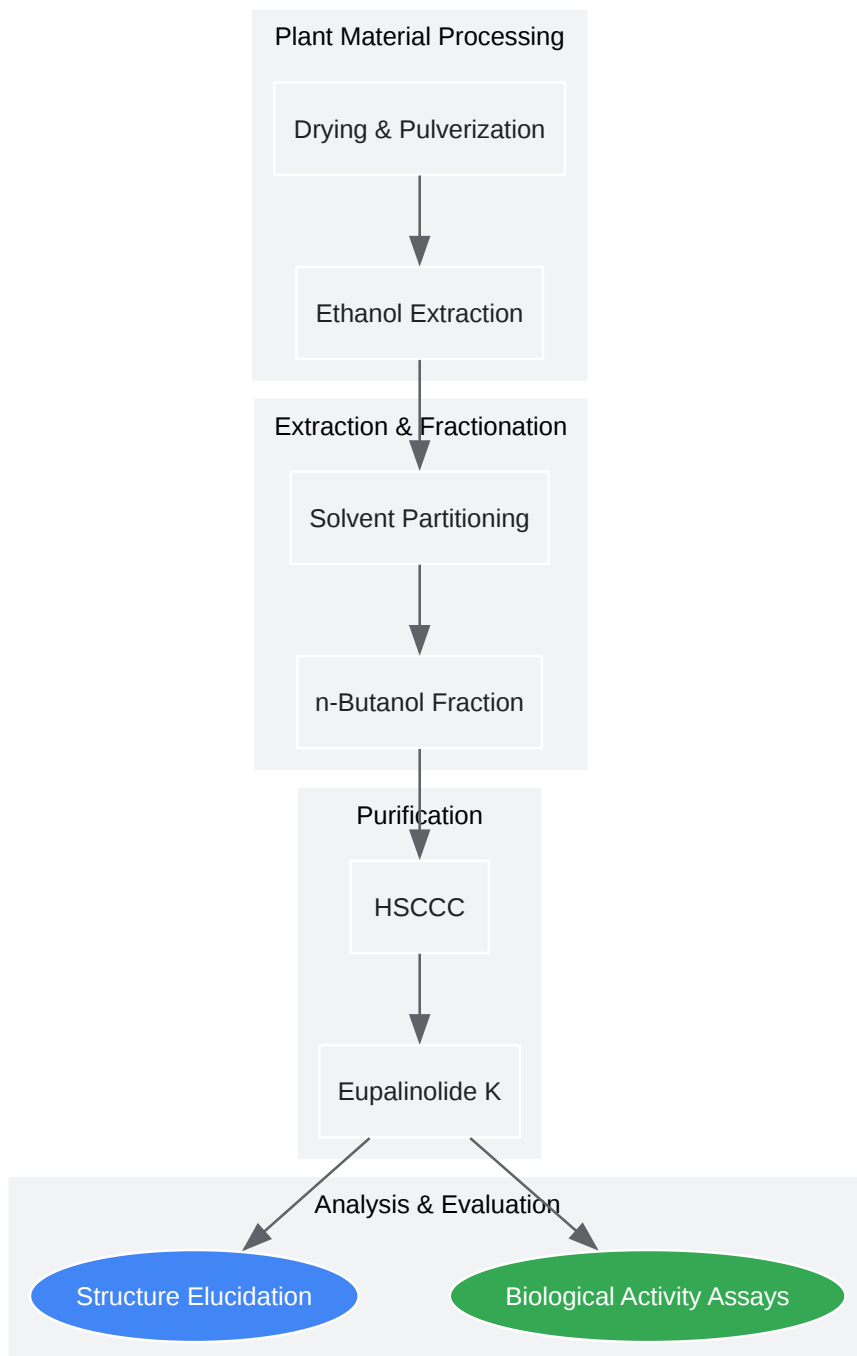 Plant Material Processing
Drying & Pulverization
Ethanol Extraction
Extraction & Fractionation
Solvent Partitioning
n-Butanol Fraction
Purification
HSCCC
Eupalinolide K
Analysis & Evaluation
Structure Elucidation
Biological Activity Assays